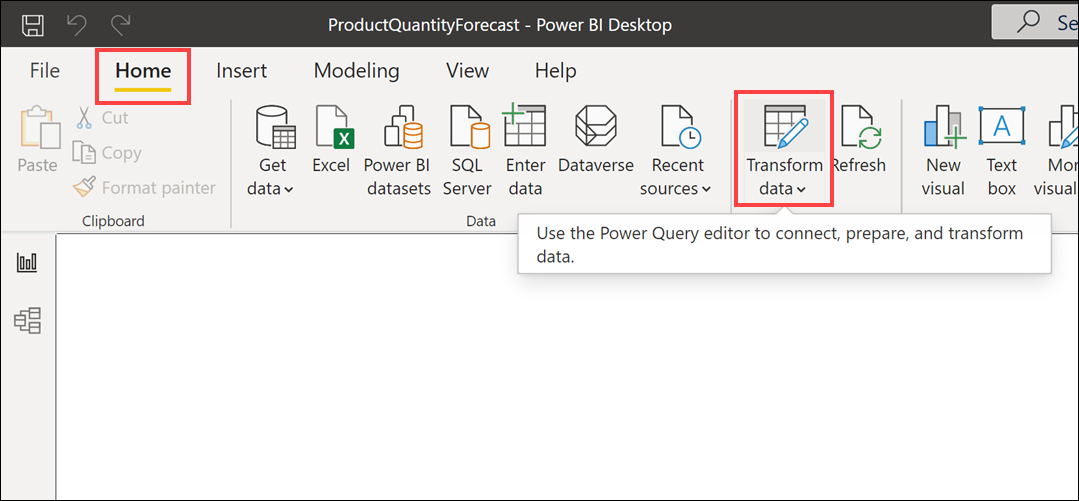 ProductQuantityForecast - Power BI Desktop
Se
File Home Insert Modeling View Help
Paste
Cut
Copy
Format painter
Clipboard
Get
data
Excel
Power BI
datasets
SQL
Server
Enter
data
Dataverse
Recent
sources
Data
Transform
data
Refresh
New
visual
Text
box
Mor
visual
A
X
Use the Power Query editor to connect, prepare, and transform
data.